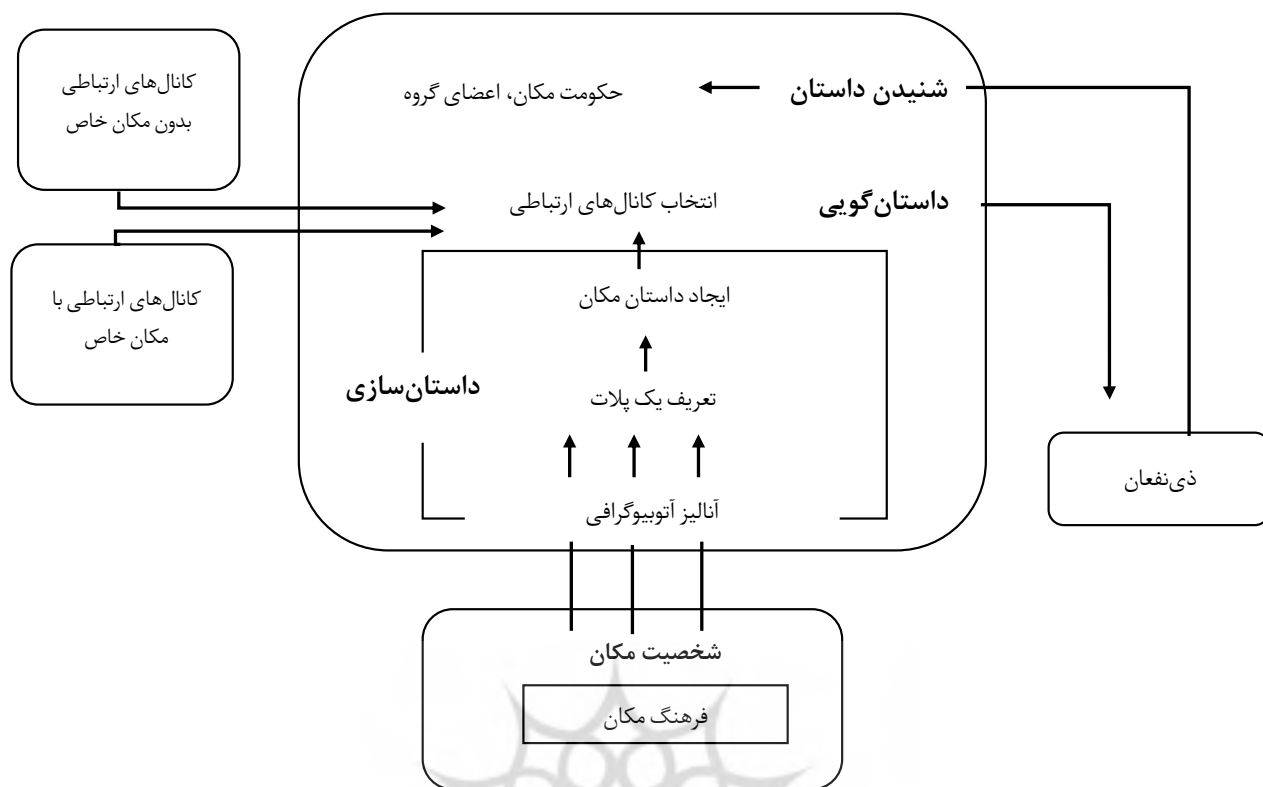 شنیدن داستان
حکومت مکان، اعضای گروه
کانال‌های ارتباطی
بدون مکان خاص
داستان‌گویی
انتخاب کانال‌های ارتباطی
کانال‌های ارتباطی با
مکان خاص
ایجاد داستان مکان
داستان‌سازی
تعریف یک پلات
ذی‌نفعان
آنالیز آتوبیوگرافی
شخصیت مکان
فرهنگ مکان